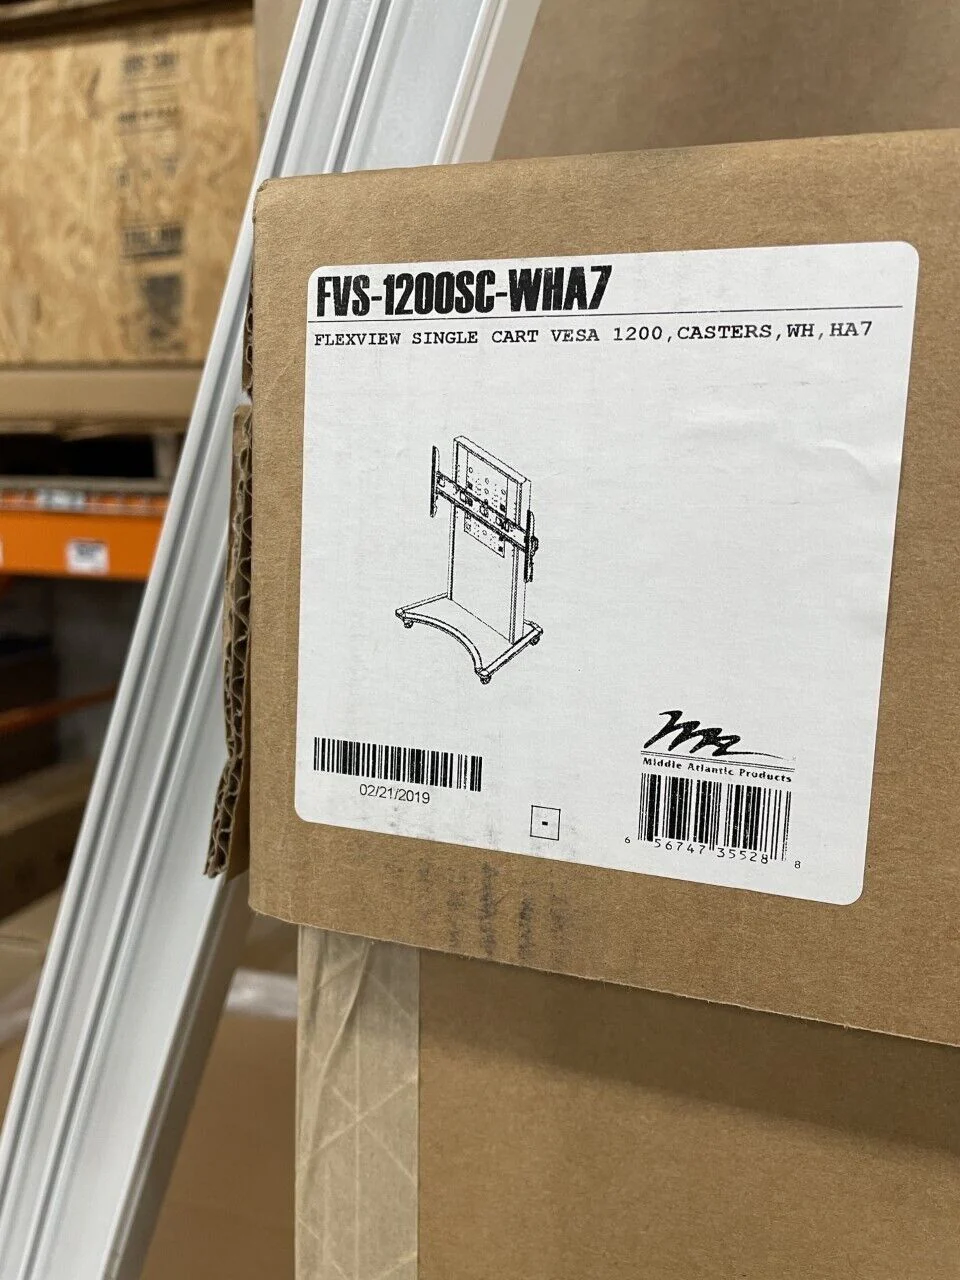 FVS-1200SC-WHA7
FLEXVIEW SINGLE CART VESA 1200,CASTERS,WH,HA7
02/21/2019
Middle Atlantic Products
6 56747 35528 8